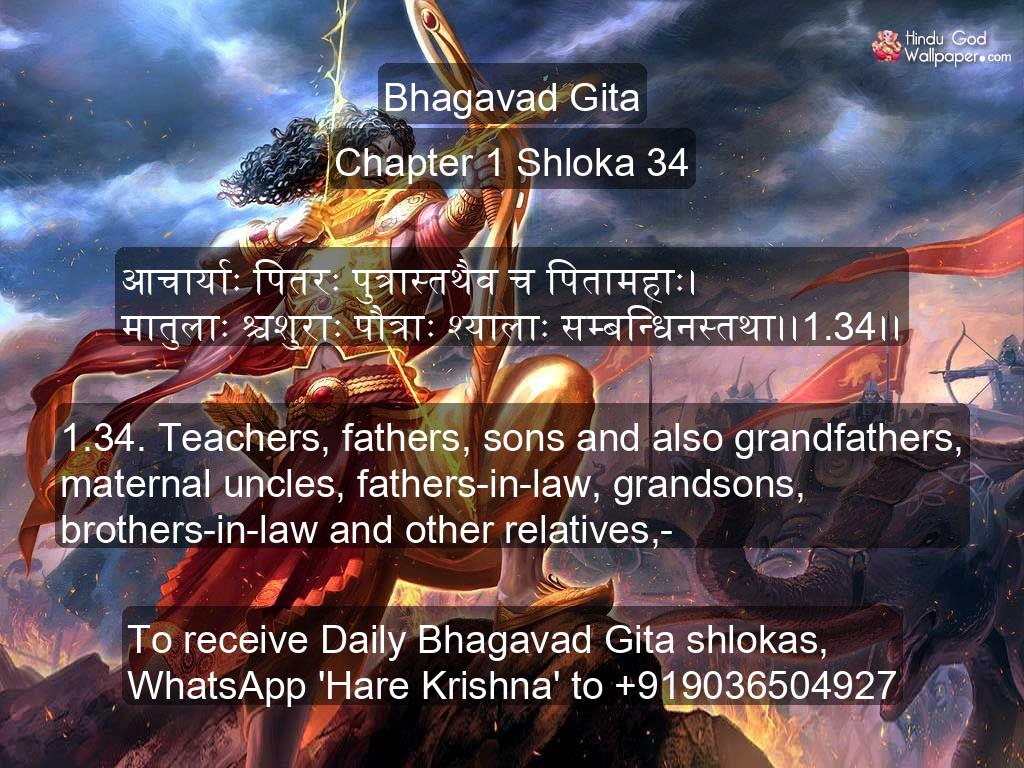 Hindu God
Wallpaper.com
Bhagavad Gita
Chapter 1 Shloka 34
आचार्याः पितरः पुत्रास्तथैव च पितामहाः।
मातुलाः श्चशुराः पौत्राः श्यालाः सम्बन्धिनस्तथा।।1.34।।
1.34. Teachers, fathers, sons and also grandfathers,
maternal uncles, fathers-in-law, grandsons,
brothers-in-law and other relatives,-
To receive Daily Bhagavad Gita shlokas,
WhatsApp 'Hare Krishna' to +919036504927